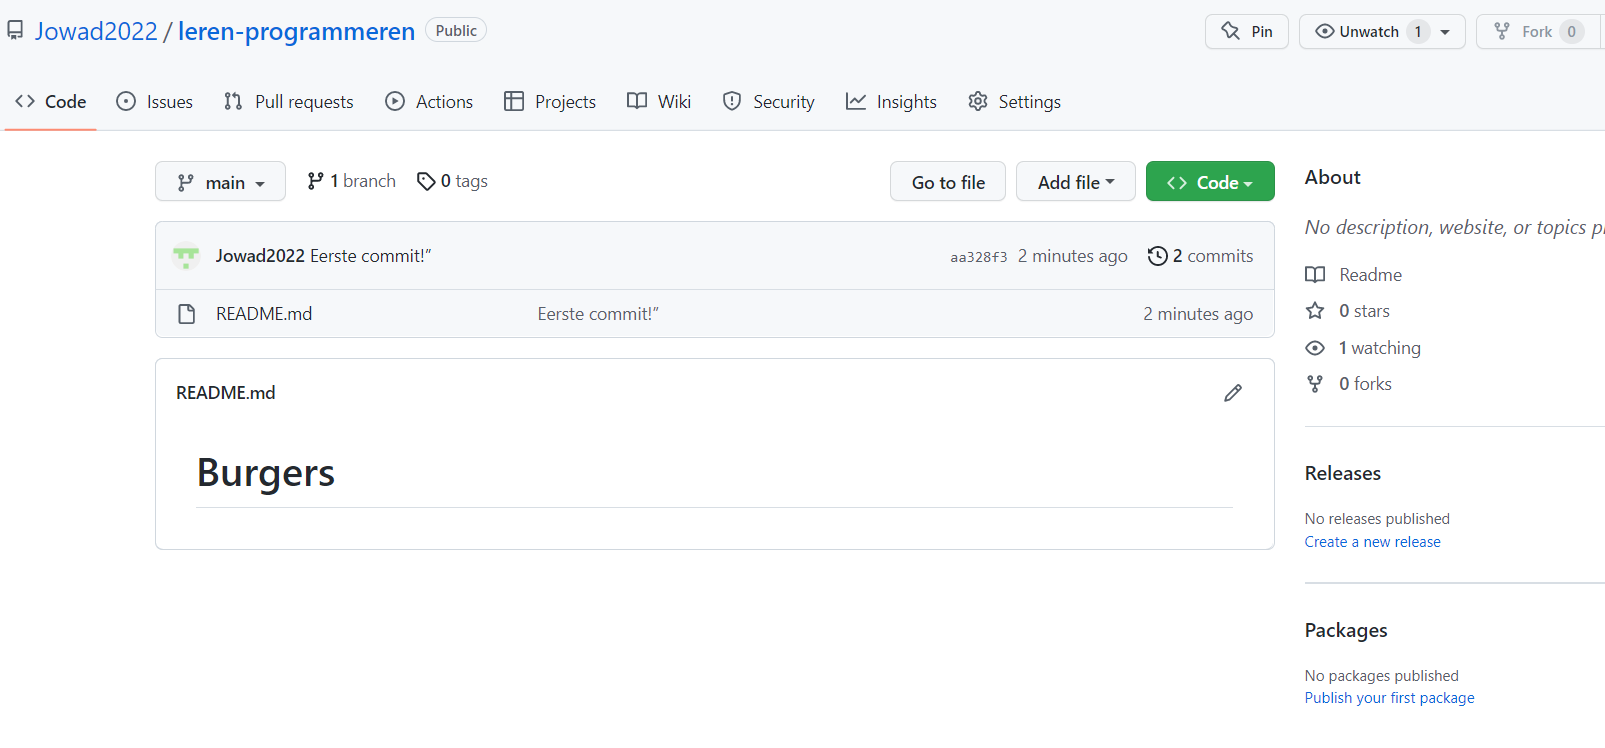 Jowad2022 / leren-programmeren Public Pin Unwatch 1 Fork 0
Code Issues Pull requests Actions Projects Wiki Security Insights Settings
main 1 branch 0 tags Go to file Add file Code
Jowad2022 Eerste commit!” aa328f3 2 minutes ago 2 commits
README.md Eerste commit!” 2 minutes ago
README.md
Burgers
About
No description, website, or topics
Readme
0 stars
1 watching
0 forks
Releases
No releases published
Create a new release
Packages
No packages published
Publish your first package